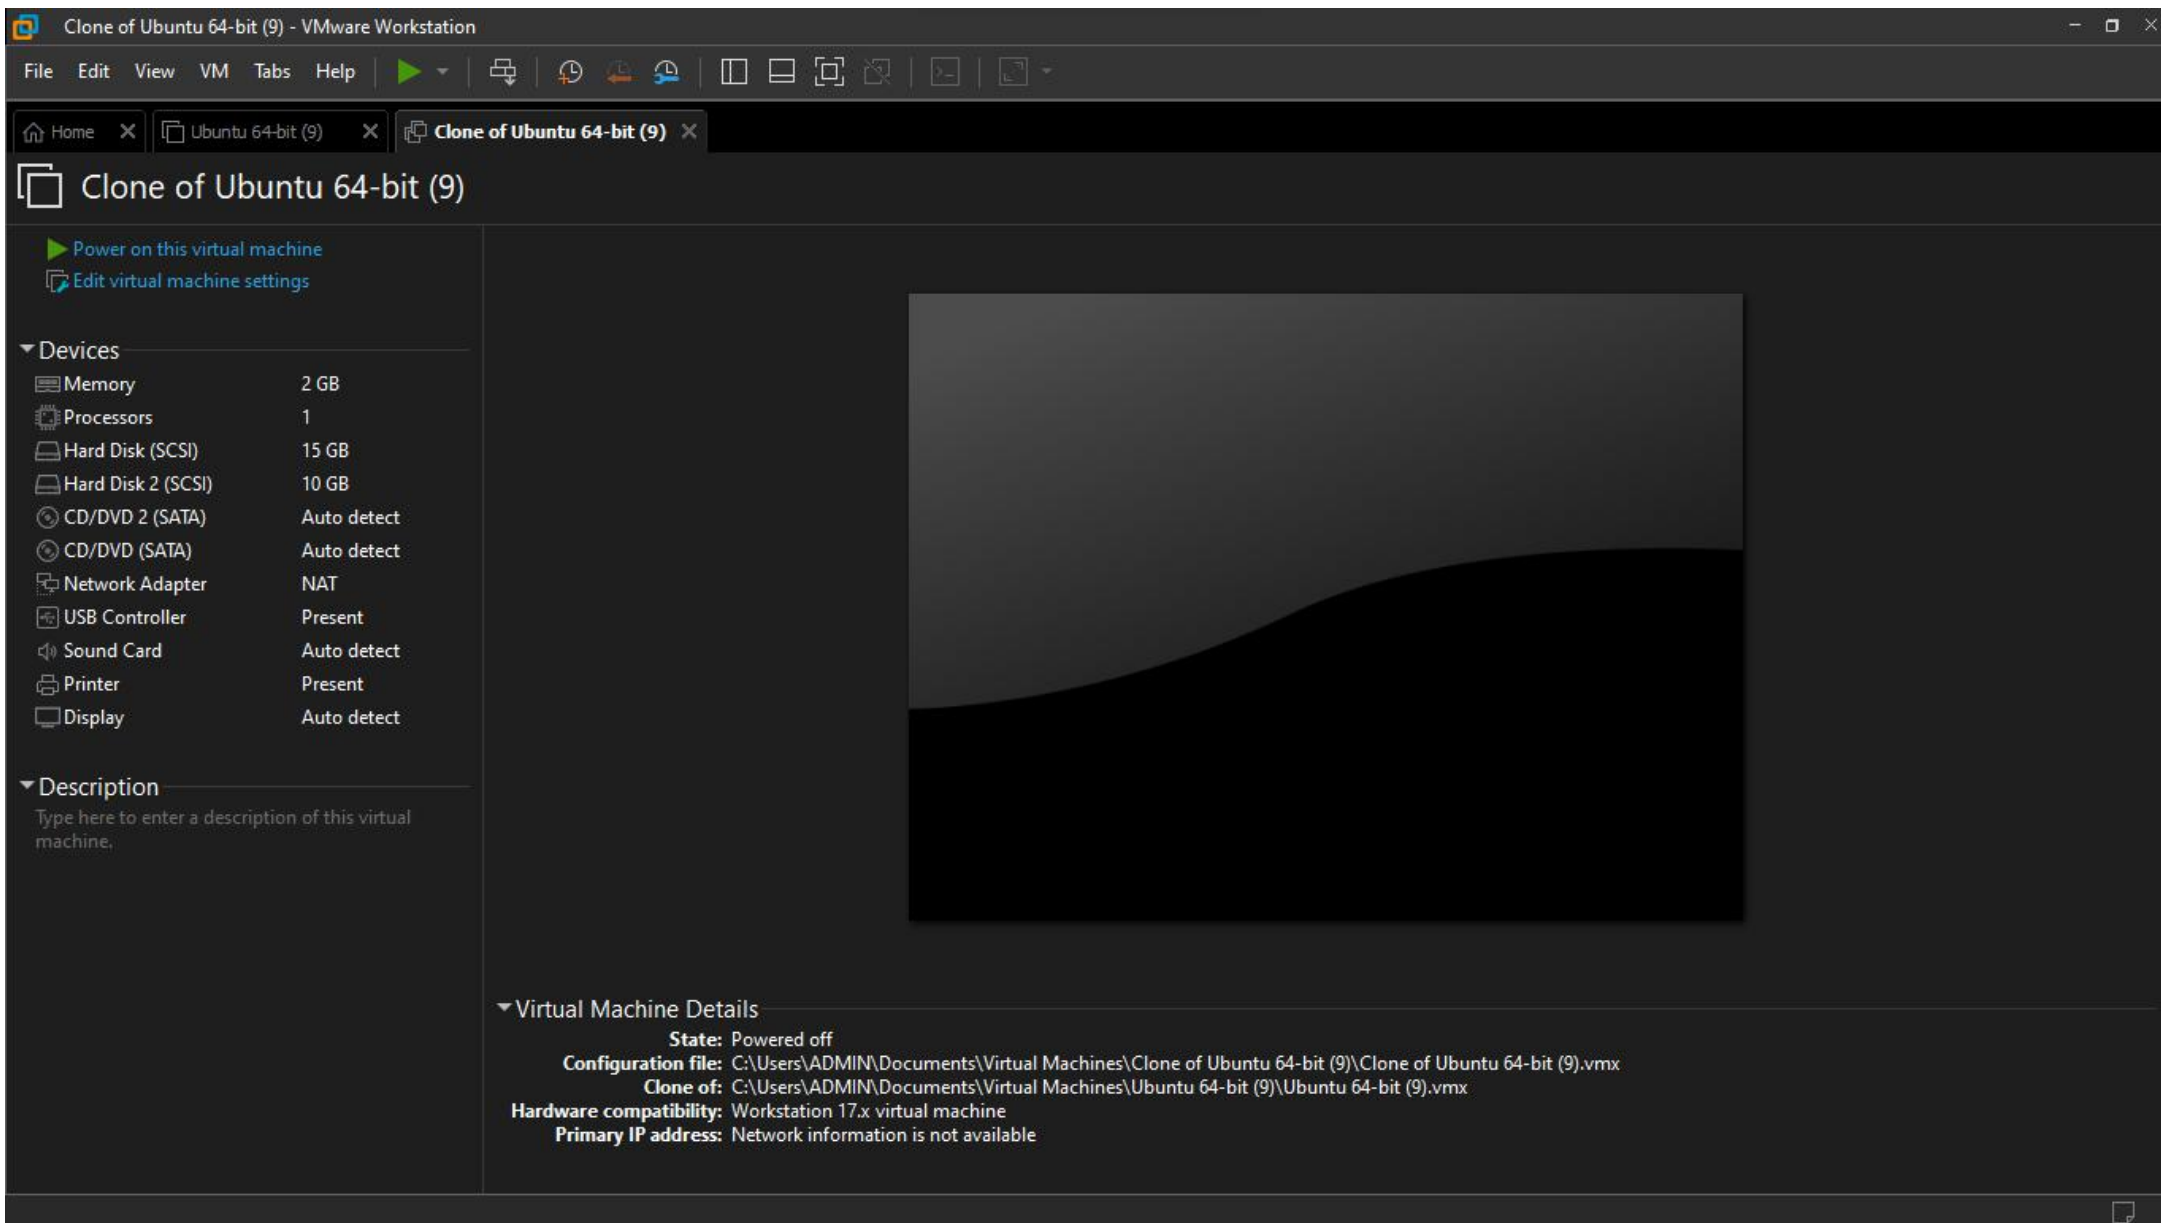 Clone of Ubuntu 64-bit (9) - VMware Workstation
File Edit View VM Tabs Help
Home Ubuntu 64-bit (9) Clone of Ubuntu 64-bit (9)
Clone of Ubuntu 64-bit (9)
Power on this virtual machine
Edit virtual machine settings
Devices
Memory 2 GB
Processors 1
Hard Disk (SCSI) 15 GB
Hard Disk 2 (SCSI) 10 GB
CD/DVD 2 (SATA) Auto detect
CD/DVD (SATA) Auto detect
Network Adapter NAT
USB Controller Present
Sound Card Auto detect
Printer Present
Display Auto detect
Description
Type here to enter a description of this virtual
machine.
Virtual Machine Details
State: Powered off
Configuration file: C:\Users\ADMIN\Documents\Virtual Machines\Clone of Ubuntu 64-bit (9)\Clone of Ubuntu 64-bit (9).vmx
Clone of: C:\Users\ADMIN\Documents\Virtual Machines\Ubuntu 64-bit (9)\Ubuntu 64-bit (9).vmx
Hardware compatibility: Workstation 17.x virtual machine
Primary IP address: Network information is not available